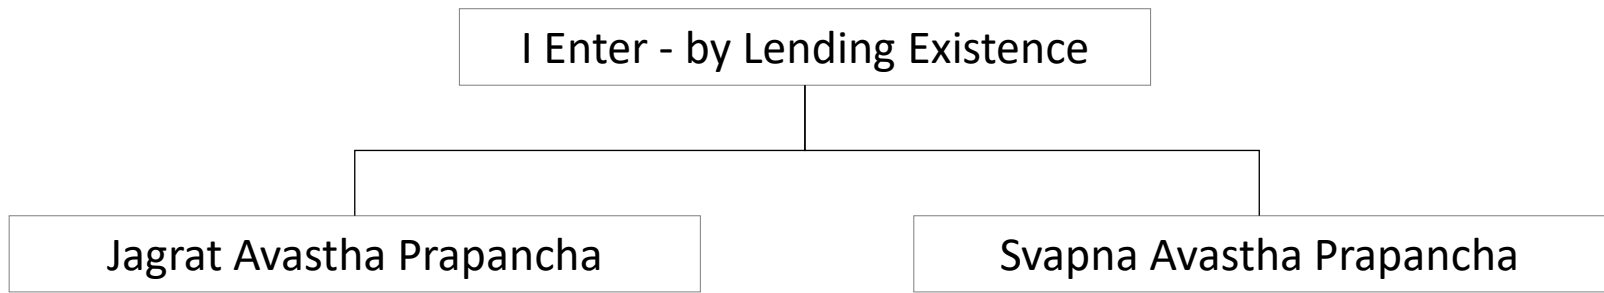 I Enter - by Lending Existence
Jagrat Avastha Prapancha
Svapna Avastha Prapancha